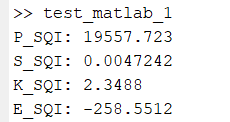 >> test_matlab_1
P_SQI: 19557.723
S_SQI: 0.0047242
K_SQI: 2.3488
E_SQI: -258.5512